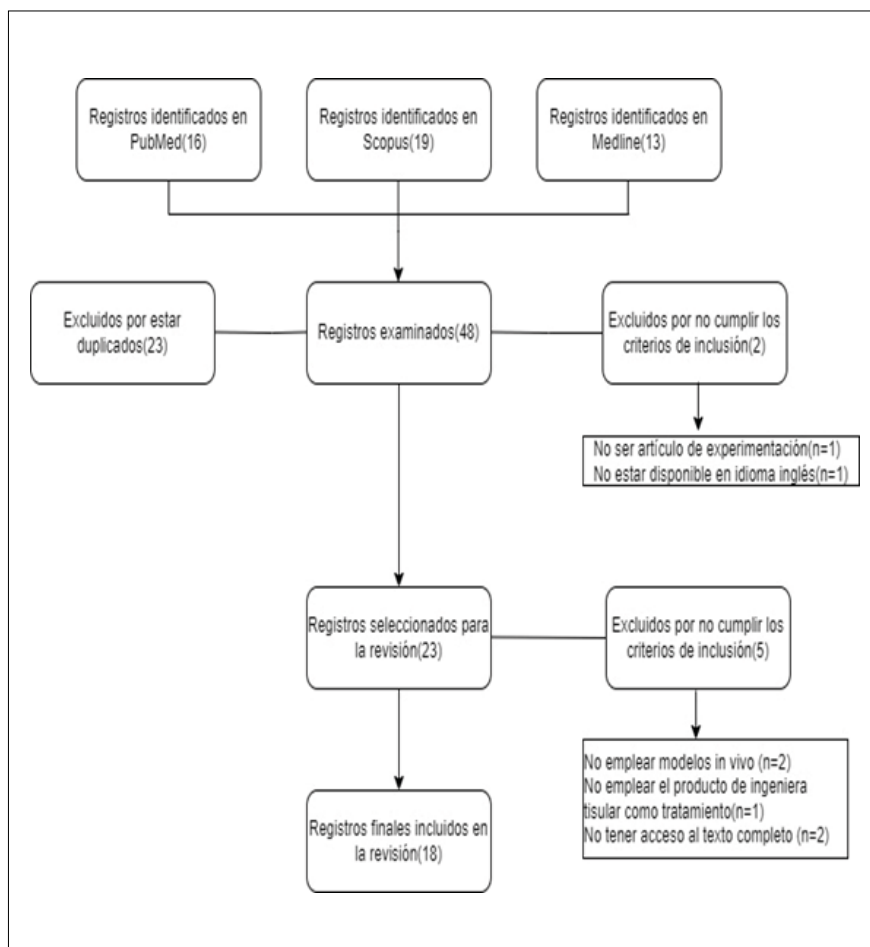 Registros identificados en
PubMed(16)
Registros identificados en
Scopus(19)
Registros identificados en
Medline(13)
Excluidos por estar
duplicados(23)
Registros examinados(48)
Excluidos por no cumplir los
criterios de inclusión(2)
No ser artículo de experimentación(n=1)
No estar disponible en idioma inglés(n=1)
Registros seleccionados para
la revisión(23)
Excluidos por no cumplir los
criterios de inclusión(5)
No emplear modelos in vivo (n=2)
No emplear el producto de ingeniera
tisular como tratamiento(n=1)
No tener acceso al texto completo (n=2)
Registros finales incluidos en
la revisión(18)